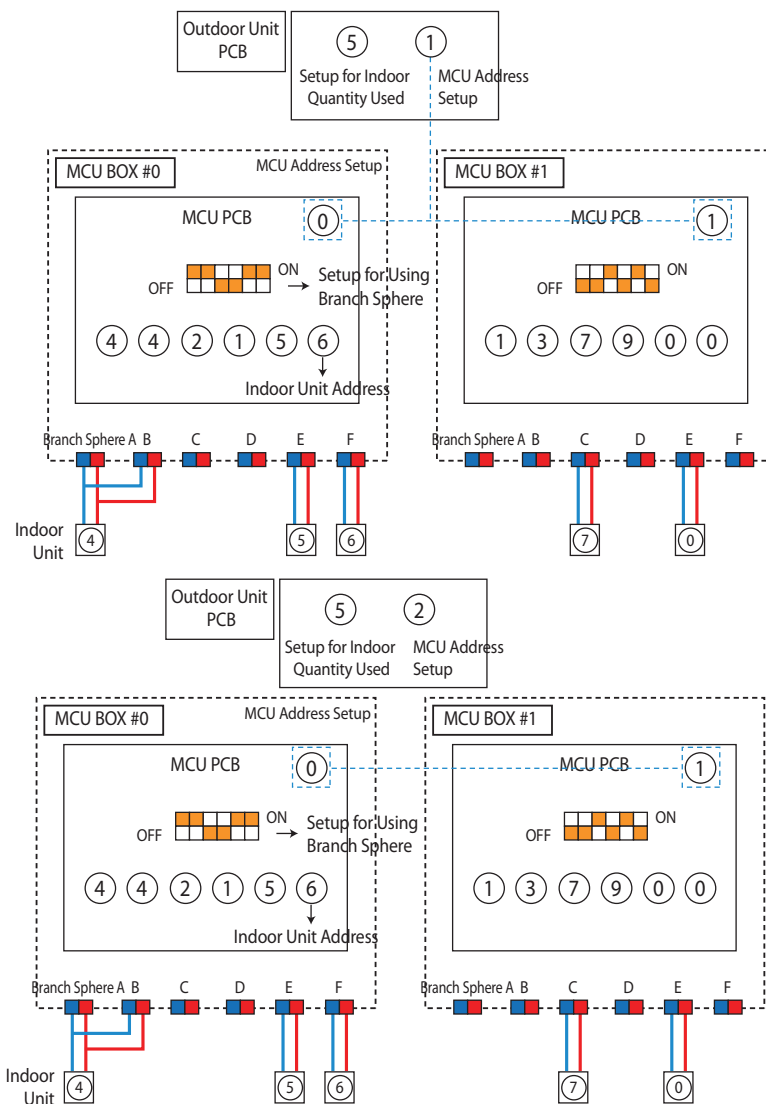 Outdoor Unit
PCB
5 1
Setup for Indoor
Quantity Used
MCU Address
Setup
MCU BOX #0
MCU Address Setup
MCU PCB
0
ON
OFF
Setup for Using
Branch Sphere
4 4 2 1 5 6
Indoor Unit Address
Branch Sphere A B C D E F
Indoor
Unit
4 5 6
MCU BOX #1
MCU PCB
1
ON
OFF
1 3 7 9 0 0
Branch Sphere A B C D E F
7 0
Outdoor Unit
PCB
5 2
Setup for Indoor
Quantity Used
MCU Address
Setup
MCU BOX #0
MCU Address Setup
MCU PCB
0
ON
OFF
Setup for Using
Branch Sphere
4 4 2 1 5 6
Indoor Unit Address
Branch Sphere A B C D E F
Indoor
Unit
4 5 6
MCU BOX #1
MCU PCB
1
ON
OFF
1 3 7 9 0 0
Branch Sphere A B C D E F
7 0